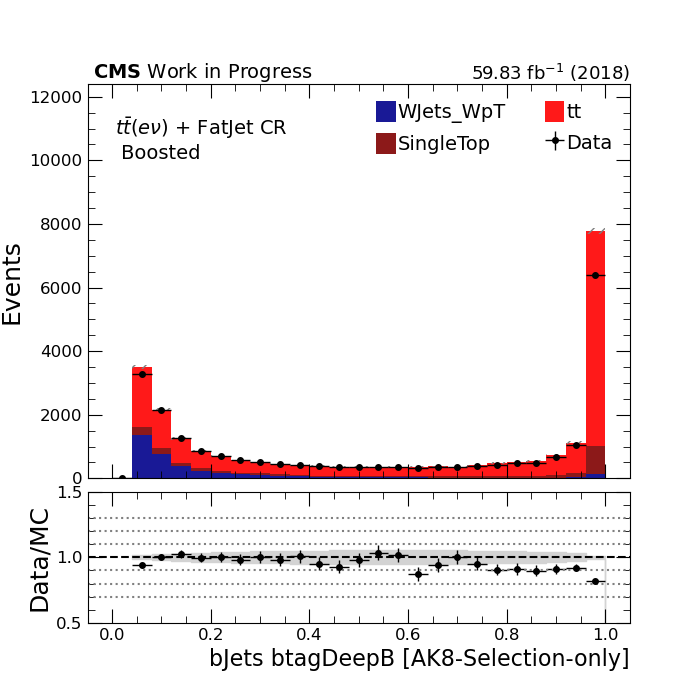 CMS Work in Progress 59.83 fb⁻¹ (2018)
12000
10000
8000
6000
4000
2000
0
Events
tt̄(eν) + FatJet CR
Boosted
WJets_WpT
tt
SingleTop
Data
1.5
1.0
0.5
Data/MC
0.0 0.2 0.4 0.6 0.8 1.0
bJets btagDeepB [AK8-Selection-only]